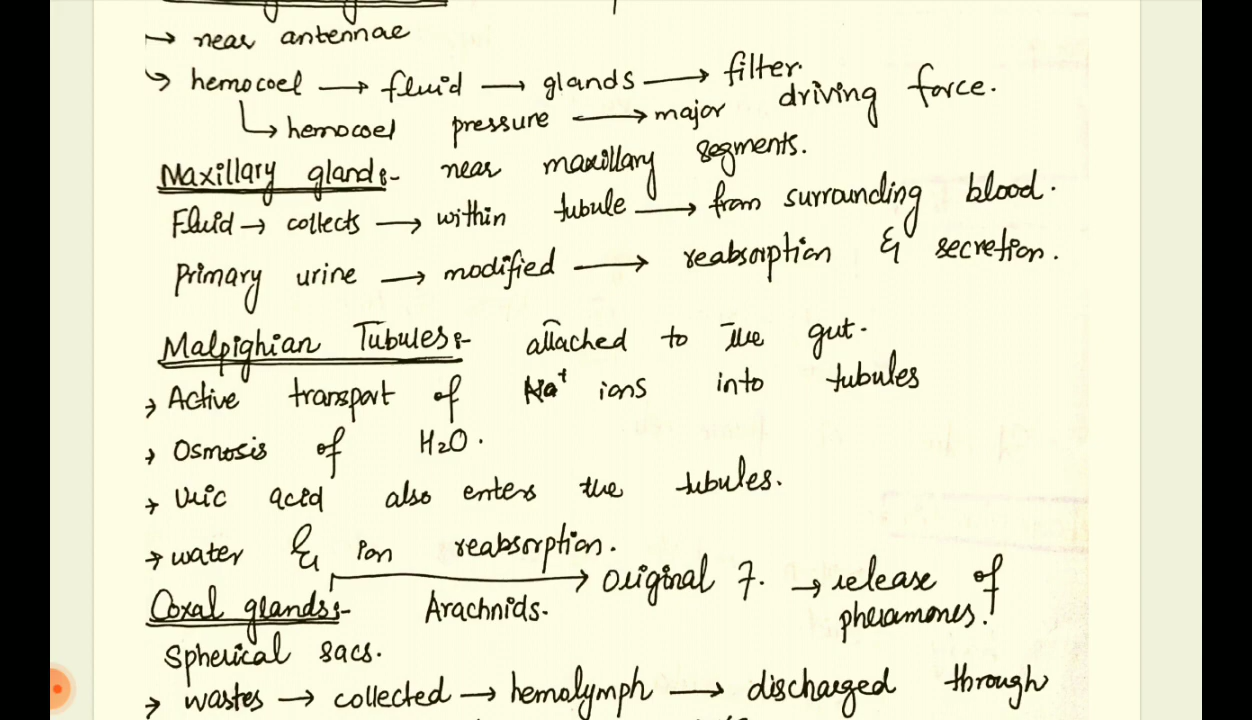 → near antennae
↳ hemocoel → fluid → glands → filter.
↳ hemocoel pressure → major driving force.
Maxillary glands:- near maxillary segments.
Fluid → collects → within tubule → from surrounding blood.
Primary urine → modified → reabsorption & secretion.
Malpighian Tubules:- attached to the gut.
→ Active transport of Na⁺ ions into tubules
→ Osmosis of H₂O.
→ Uric acid also enters the tubules.
→ water & ion reabsorption.
Coxal glands:- Arachnids. → Original 7. → release of pheramones.
Spherical sacs.
→ wastes → collected → hemolymph → discharged through